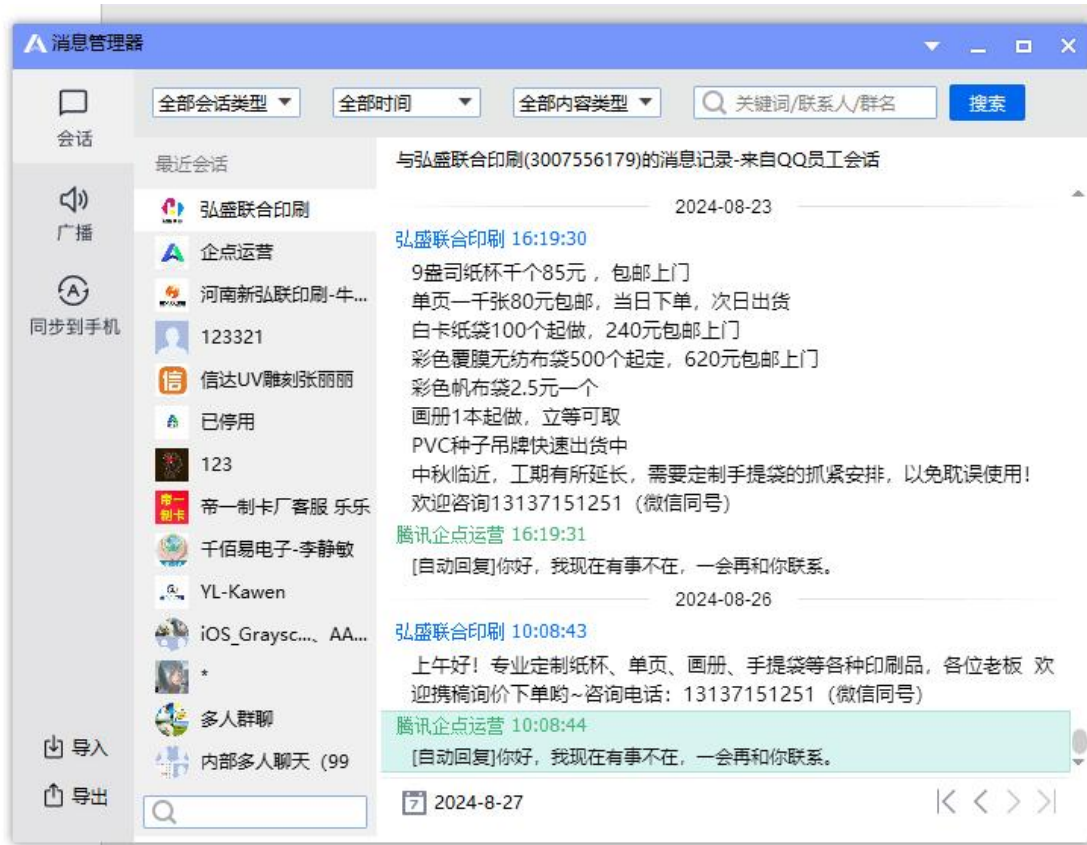 消息管理器
全部会话类型
全部时间
全部内容类型
关键词/联系人/群名
搜索
会话
广播
同步到手机
导入
导出
最近会话
弘盛联合印刷
企点运营
河南新弘联印刷-牛...
123321
信达UV雕刻张丽丽
已停用
123
帝一制卡厂客服 乐乐
千佰易电子-李静敏
YL-Kawen
iOS_Graysc...、AA...
*
多人群聊
内部多人聊天（99
与弘盛联合印刷(3007556179)的消息记录-来自QQ员工会话
2024-08-23
弘盛联合印刷 16:19:30
9盎司纸杯千个85元 ，包邮上门
单页一千张80元包邮，当日下单，次日出货
白卡纸袋100个起做，240元包邮上门
彩色覆膜无纺布袋500个起定，620元包邮上门
彩色帆布袋2.5元一个
画册1本起做，立等可取
PVC种子吊牌快速出货中
中秋临近，工期有所延长，需要定制手提袋的抓紧安排，以免耽误使用！
欢迎咨询13137151251（微信同号）
腾讯企点运营 16:19:31
[自动回复]你好，我现在有事不在，一会再和你联系。
2024-08-26
弘盛联合印刷 10:08:43
上午好！专业定制纸杯、单页、画册、手提袋等各种印刷品，各位老板 欢
迎携稿询价下单哟~咨询电话：13137151251（微信同号）
腾讯企点运营 10:08:44
[自动回复]你好，我现在有事不在，一会再和你联系。
7
2024-8-27